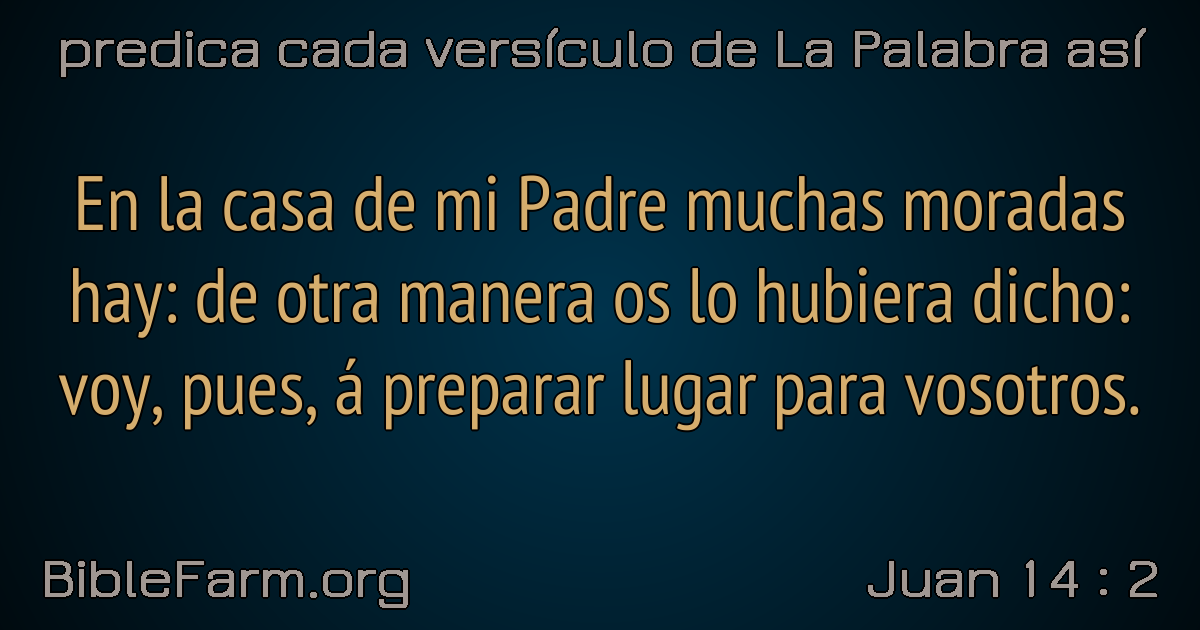 predica cada versículo de La Palabra así
En la casa de mi Padre muchas moradas
hay: de otra manera os lo hubiera dicho:
voy, pues, á preparar lugar para vosotros.
BibleFarm.org
Juan 14 : 2